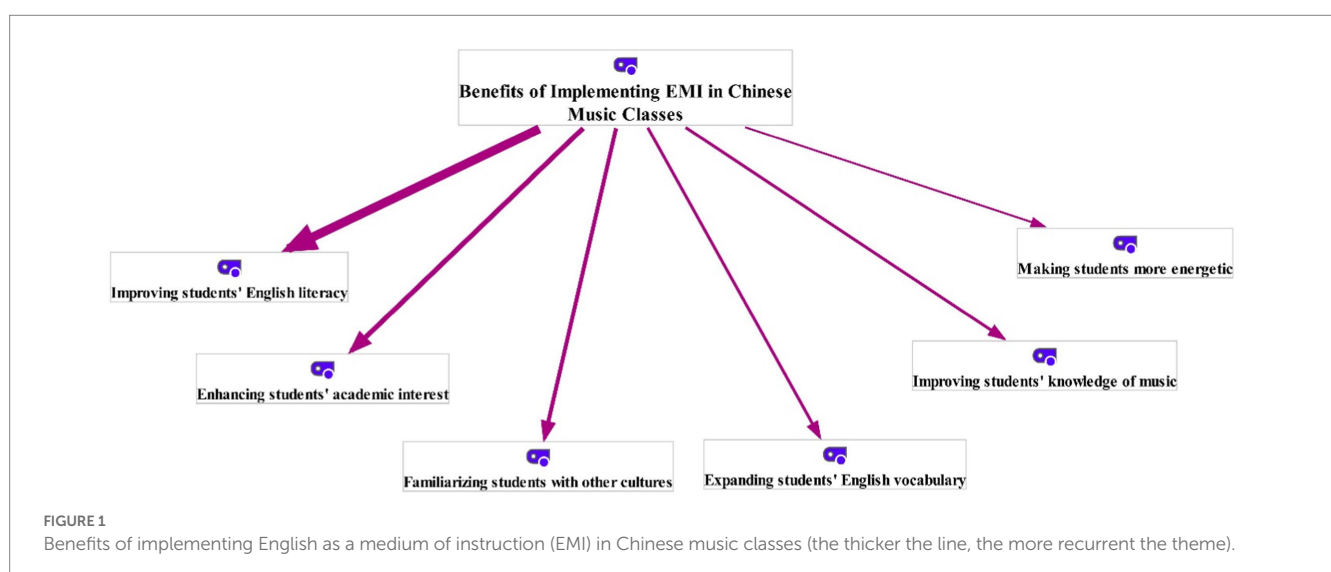 Benefits of Implementing EMI in Chinese
Music Classes
Improving students' English literacy
Making students more energetic
Enhancing students' academic interest
Improving students' knowledge of music
Familiarizing students with other cultures
Expanding students' English vocabulary
FIGURE 1
Benefits of implementing English as a medium of instruction (EMI) in Chinese music classes (the thicker the line, the more recurrent the theme).